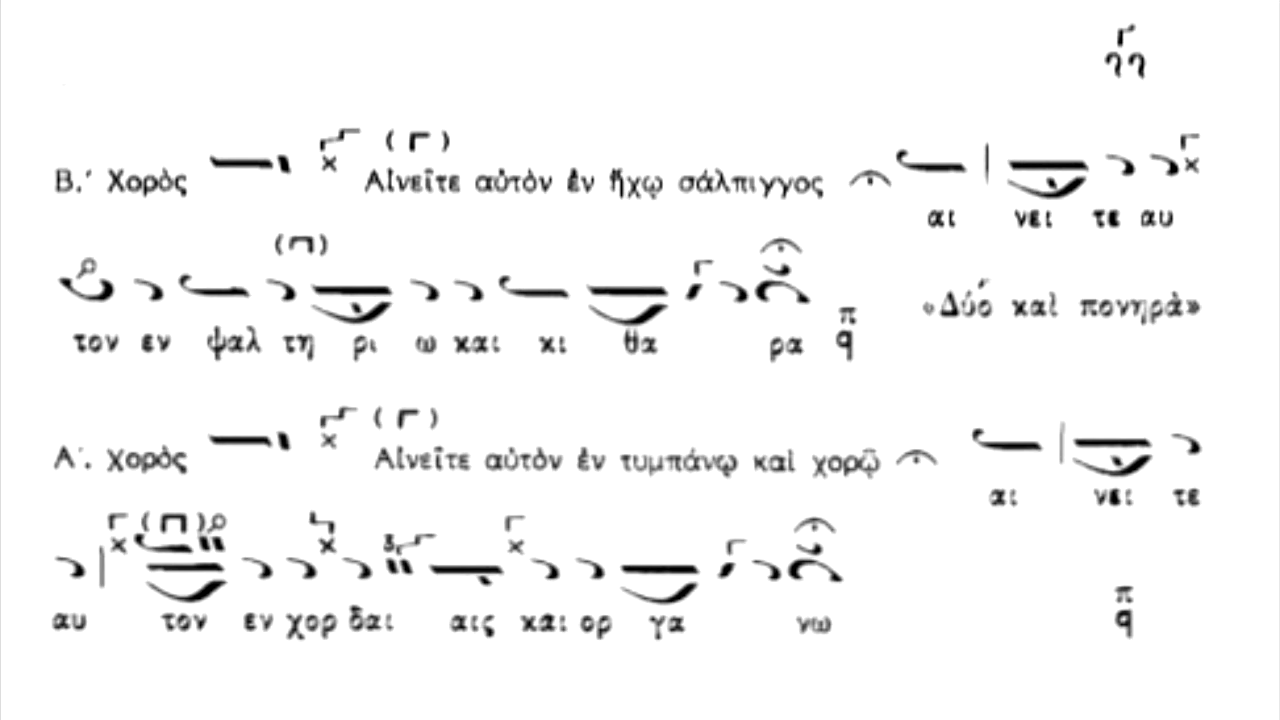 Β.΄ Χορὸς Αἰνεῖτε αὐτὸν ἐν ἤχῳ σάλπιγγος αι νει τε αυ
τον εν ψαλ τη ρι ω και κι θα ρα «Δύό καὶ πονηρὰ»
Α΄. χορὸς Αἰνεῖτε αὐτὸν ἐν τυμπάνῳ καὶ χορῷ αι νει τε
αυ τον εν χορ δαι αις και ορ γα νω